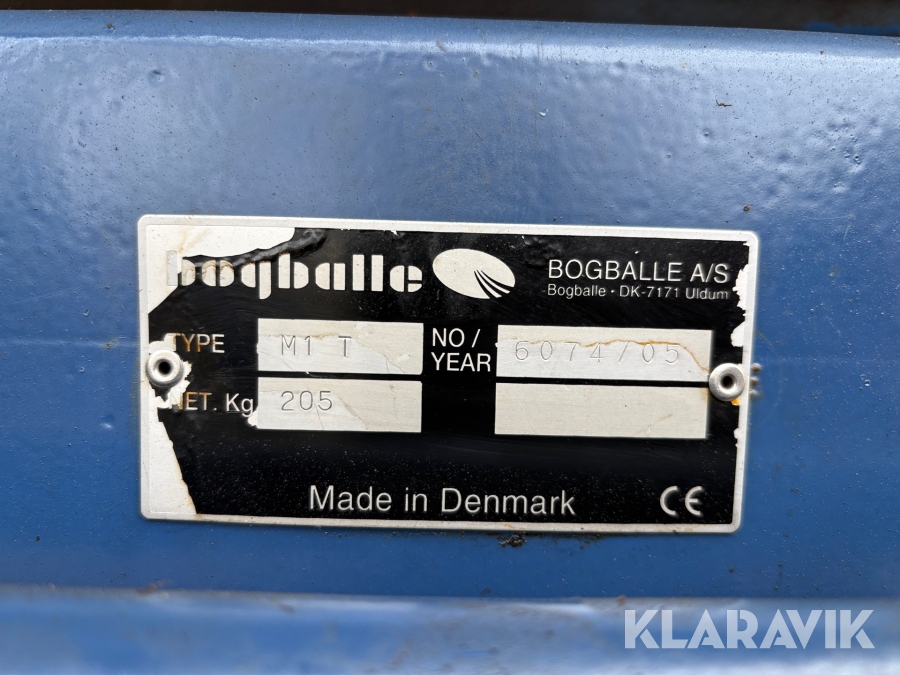 bogballe
BOGBALLE A/S
Bogballe · DK-7171 Uldum
TYPE M1 T
NO / YEAR 6074/05
NET. Kg 205
Made in Denmark CE
KLARAVIK